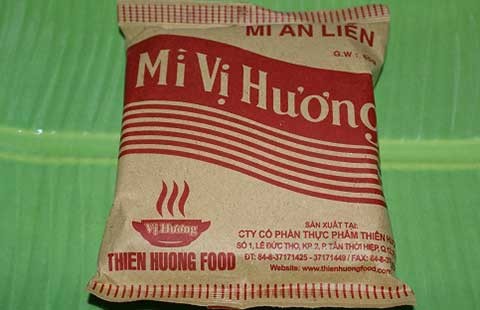 MÌ ĂN LIỀN
G.W :
Mì Vị Hương
Vị Hương
THIEN HUONG FOOD
SẢN XUẤT TẠI:
CTY CỔ PHẦN THỰC PHẨM THIÊN
SỐ 1, LÊ ĐỨC THỌ, KP. 2, P. TÂN THỚI HIỆP,
ĐT: 84-8-37171425 - 37171449 / FAX: 84-8
Website: www.thienhuongfood.com